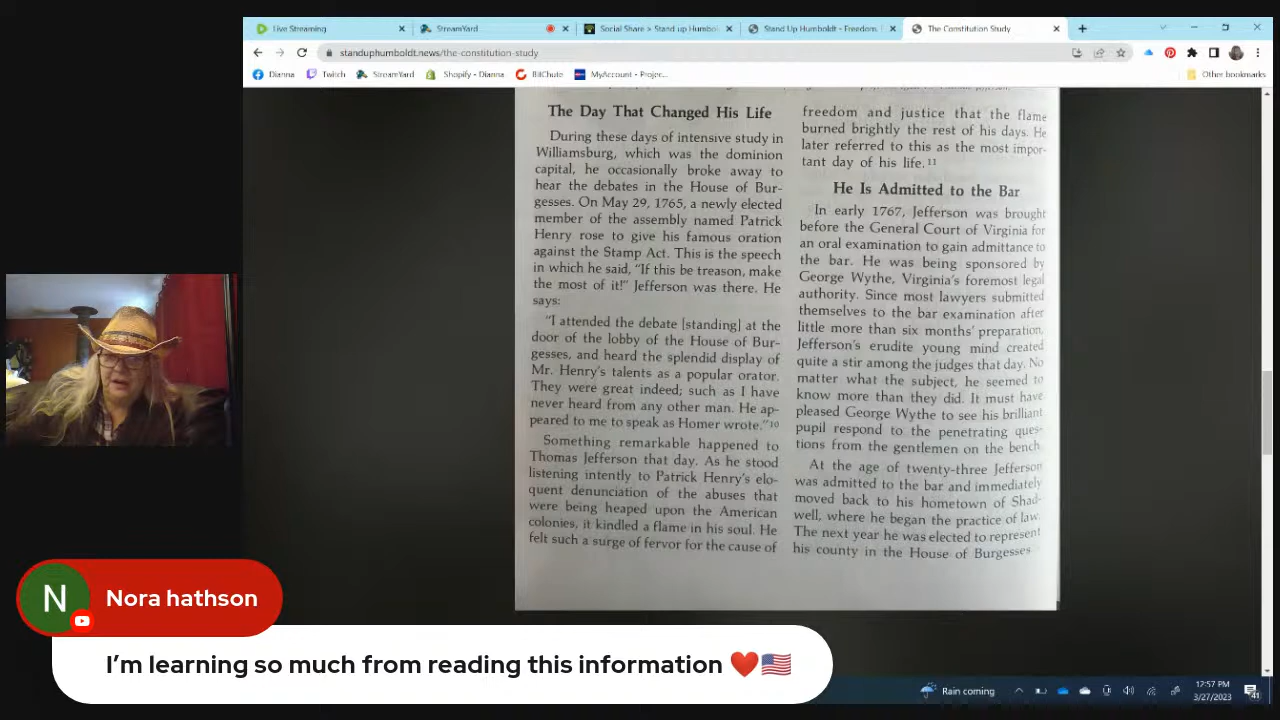 Live Streaming
StreamYard
Social Share > Stand up Humbol
Stand Up Humboldt - Freedom,
The Constitution Study
standuphumboldt.news/the-constitution-study
Dianna
Twitch
StreamYard
Shopify - Dianna
BitChute
MyAccount - Projec...
Other bookmarks
The Day That Changed His Life
During these days of intensive study in
Williamsburg, which was the dominion
capital, he occasionally broke away to
hear the debates in the House of Bur-
gesses. On May 29, 1765, a newly elected
member of the assembly named Patrick
Henry rose to give his famous oration
against the Stamp Act. This is the speech
in which he said, "If this be treason, make
the most of it!" Jefferson was there. He
says:
"I attended the debate [standing] at the
door of the lobby of the House of Bur-
gesses, and heard the splendid display of
Mr. Henry's talents as a popular orator.
They were great indeed; such as I have
never heard from any other man. He ap-
peared to me to speak as Homer wrote."10
Something remarkable happened to
Thomas Jefferson that day. As he stood
listening intently to Patrick Henry's elo-
quent denunciation of the abuses that
were being heaped upon the American
colonies, it kindled a flame in his soul. He
felt such a surge of fervor for the cause of
freedom and justice that the flame
burned brightly the rest of his days. He
later referred to this as the most impor-
tant day of his life.11
He Is Admitted to the Bar
In early 1767, Jefferson was brought
before the General Court of Virginia for
an oral examination to gain admittance to
the bar. He was being sponsored by
George Wythe, Virginia's foremost legal
authority. Since most lawyers submitted
themselves to the bar examination after
little more than six months' preparation,
Jefferson's erudite young mind created
quite a stir among the judges that day. No
matter what the subject, he seemed to
know more than they did. It must have
pleased George Wythe to see his brilliant
pupil respond to the penetrating ques-
tions from the gentlemen on the bench.
At the age of twenty-three Jefferson
was admitted to the bar and immediately
moved back to his hometown of Shad-
well, where he began the practice of law.
The next year he was elected to represent
his county in the House of Burgesses
N
Nora hathson
I'm learning so much from reading this information ❤️🇺🇸
Rain coming
12:57 PM
3/27/2023
41